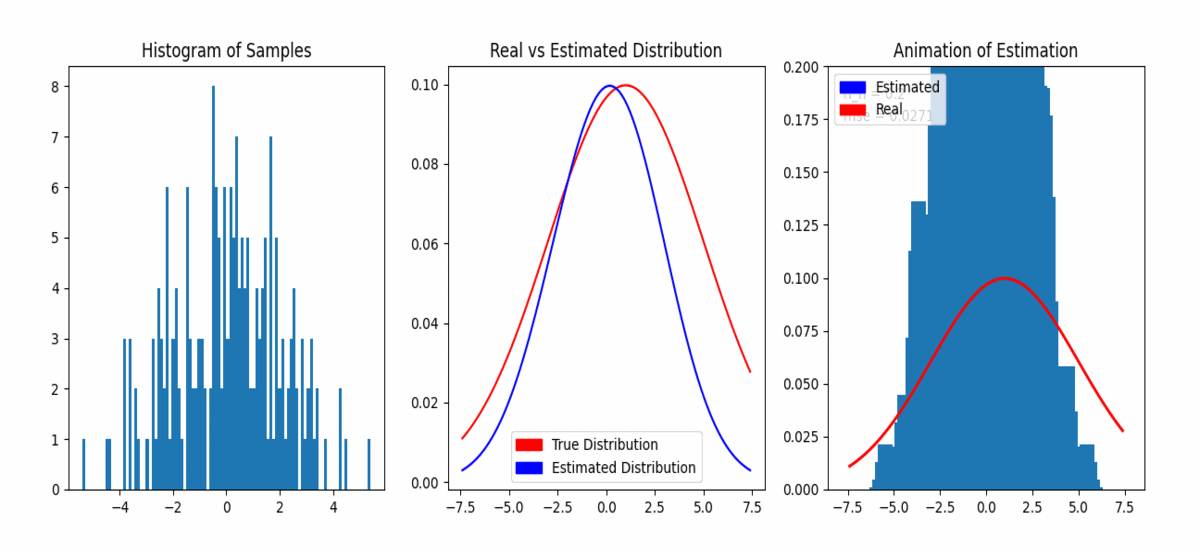 Histogram of Samples
8
7
6
5
4
3
2
1
0
−4 −2 0 2 4
Real vs Estimated Distribution
0.10
0.08
0.06
0.04
0.02
0.00
True Distribution
Estimated Distribution
−7.5 −5.0 −2.5 0.0 2.5 5.0 7.5
Animation of Estimation
0.200
0.175
0.150
0.125
0.100
0.075
0.050
0.025
0.000
Estimated
Real
= 0.0271
−7.5 −5.0 −2.5 0.0 2.5 5.0 7.5